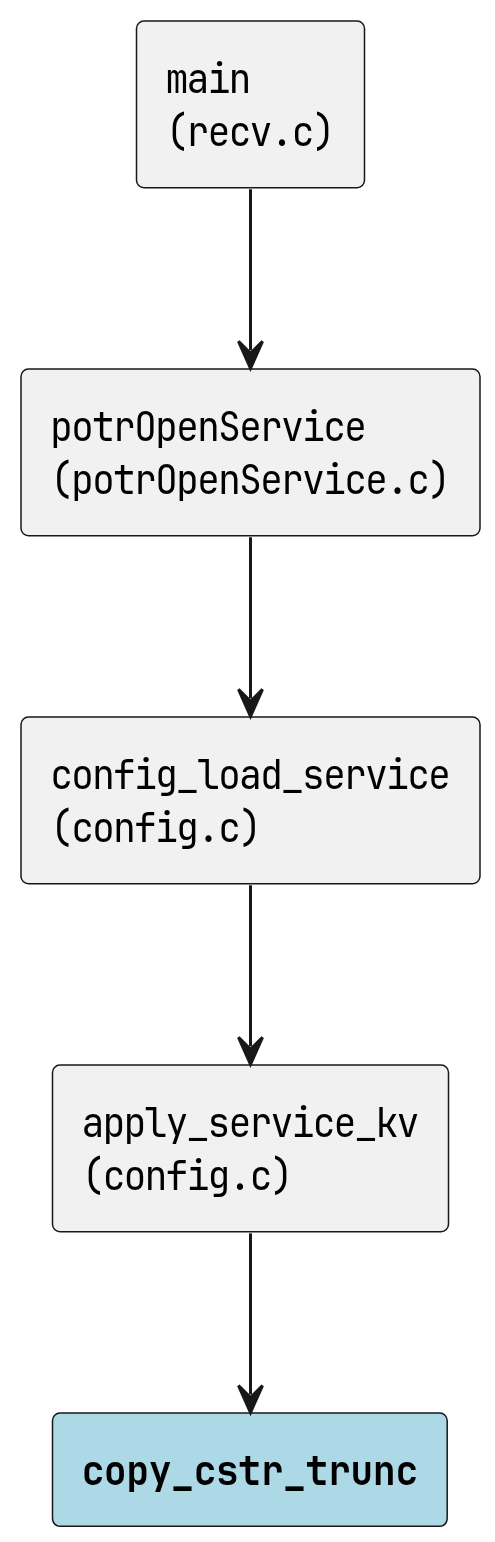 main
(recv.c)
potrOpenService
(potrOpenService.c)
config_load_service
(config.c)
apply_service_kv
(config.c)
copy_cstr_trunc